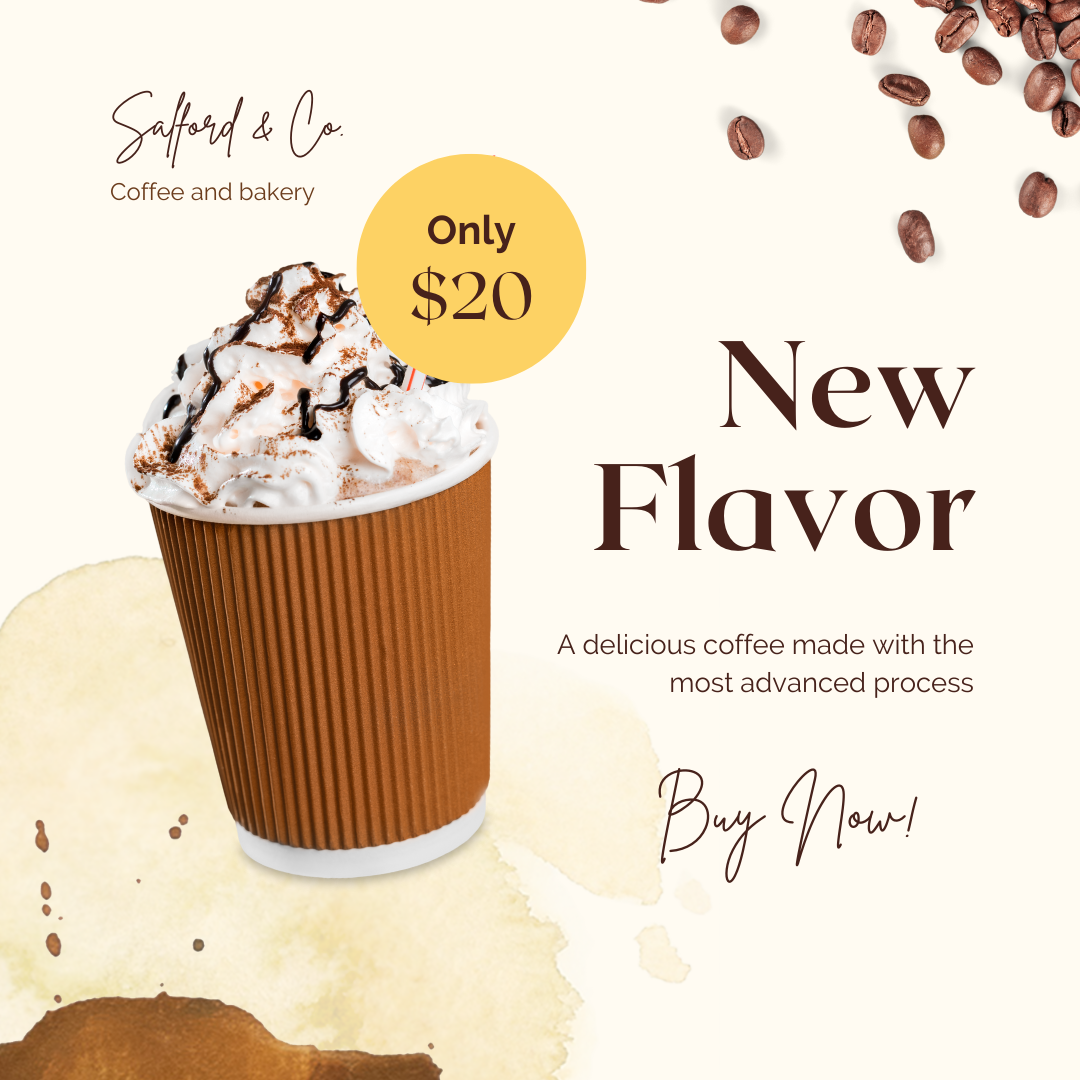 Salford & Co.
Coffee and bakery
Only
$20
New
Flavor
A delicious coffee made with the
most advanced process
Buy Now!